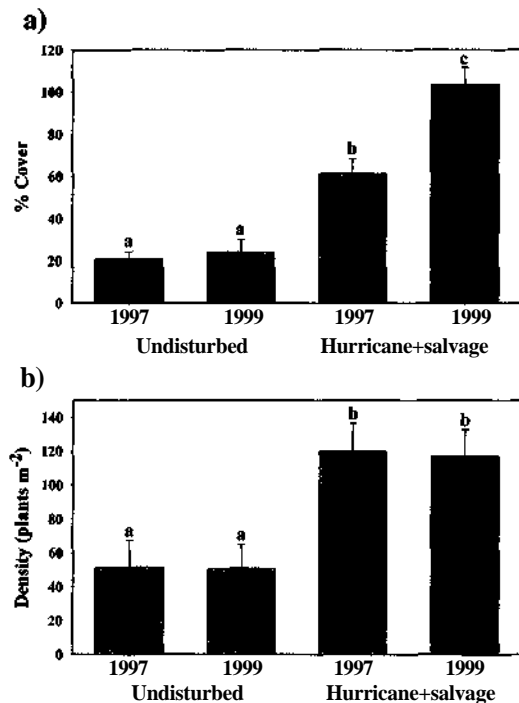 a)
120
100
80
60
40
20
0
% Cover
a
a
b
c
1997 1999 1997 1999
Undisturbed Hurricane+salvage
b)
140
120
100
80
60
40
20
0
Density (plants m-2)
a
a
b
b
1997 1999 1997 1999
Undisturbed Hurricane+salvage